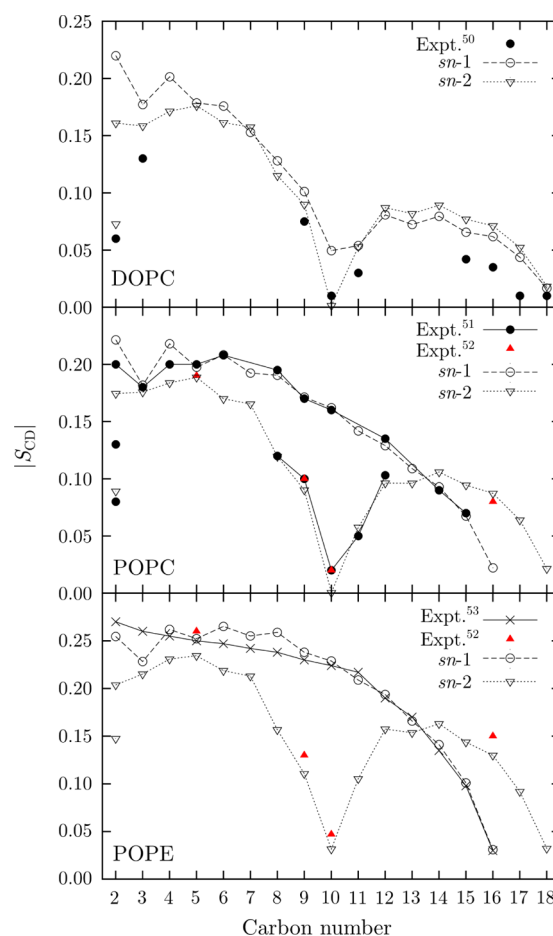 0.25
0.20
0.15
0.10
0.05
0.00
Expt.⁵⁰
sn-1
sn-2
DOPC
0.20
0.15
0.10
0.05
0.00
Expt.⁵¹
Expt.⁵²
sn-1
sn-2
POPC
|S_CD|
0.25
0.20
0.15
0.10
0.05
0.00
Expt.⁵³
Expt.⁵²
sn-1
sn-2
POPE
2 3 4 5 6 7 8 9 10 11 12 13 14 15 16 17 18
Carbon number